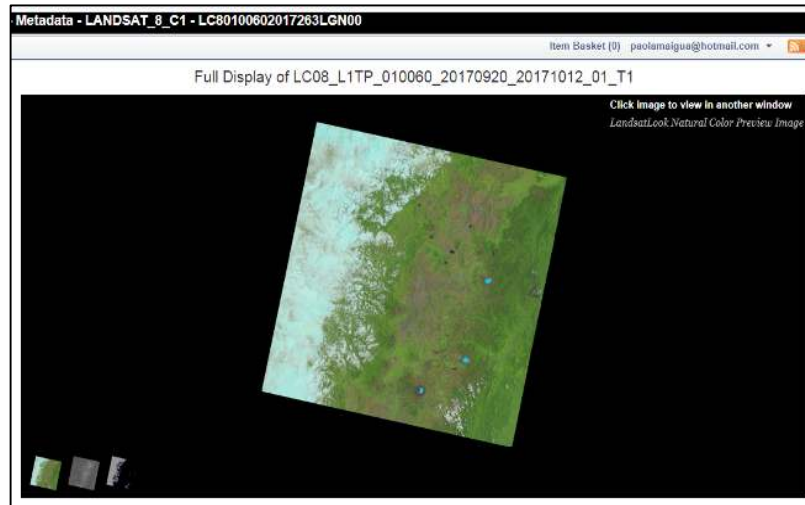 Metadata - LANDSAT_8_C1 - LC80100602017263LGN00
Item Basket (0) paolamaigua@hotmail.com
Full Display of LC08_L1TP_010060_20170920_20171012_01_T1
Click image to view in another window
LandsatLook Natural Color Preview Image